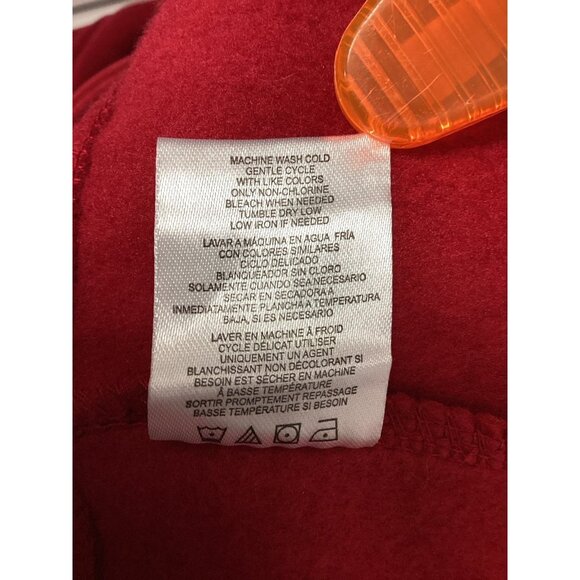 MACHINE WASH COLD
GENTLE CYCLE
WITH LIKE COLORS
ONLY NON-CHLORINE
BLEACH WHEN NEEDED
TUMBLE DRY LOW
LOW IRON IF NEEDED
LAVAR A MÁQUINA EN AGUA FRÍA
CON COLORES SIMILARES
CICLO DELICADO
BLANQUEADOR SIN CLORO
SOLAMENTE CUANDO SEA NECESITAS
SECAR EN SECADORA A
INMEDIATAMENTE PLANCHA A TEMPERATURA
BAJA, SI ES NECESARIO
LAVER EN MACHINE Á FROID
CYCLE DÉLICAT UTILISER
UNIQUEMENT UN AGENT
BLANCHISSANT NON DÉCOLORANT SI
BESOIN EST SÉCHER EN MACHINE
Á BASSE TEMPÉRATURE
SORTIR PROMPTEMENT REPASSAGE
BASSE TEMPÉRATURE SI BESOIN